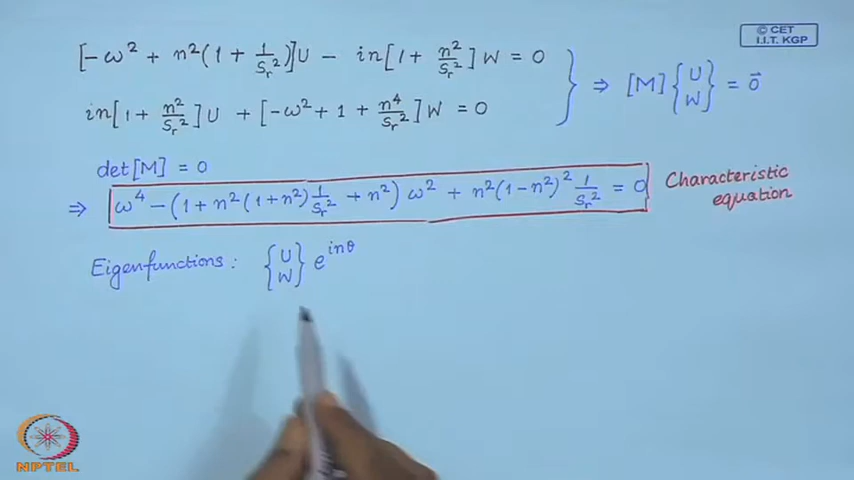 © CET
I.I.T. KGP
[-ω² + n²(1 + 1/S_r²)]U - in[1 + n²/S_r²]W = 0
in[1 + n²/S_r²]U + [-ω² + 1 + n⁴/S_r²]W = 0
⇒ [M]{U W} = 0⃗
det[M] = 0
⇒ ω⁴ - (1 + n²(1+n²) 1/S_r² + n²) ω² + n²(1-n²)² 1/S_r² = 0
Characteristic
equation
Eigenfunctions : {U W} e^{inθ}
NPTEL